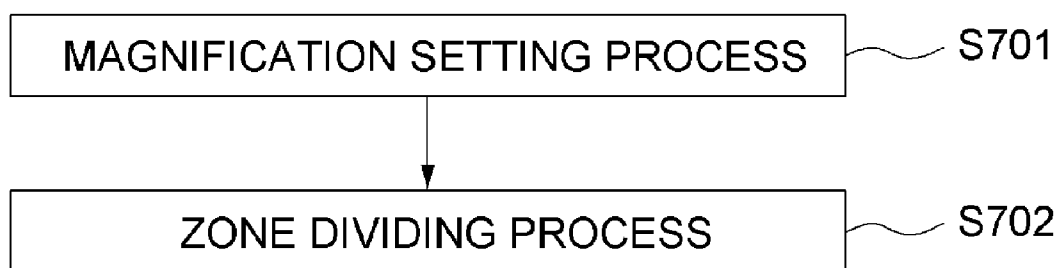 MAGNIFICATION SETTING PROCESS S701
ZONE DIVIDING PROCESS S702